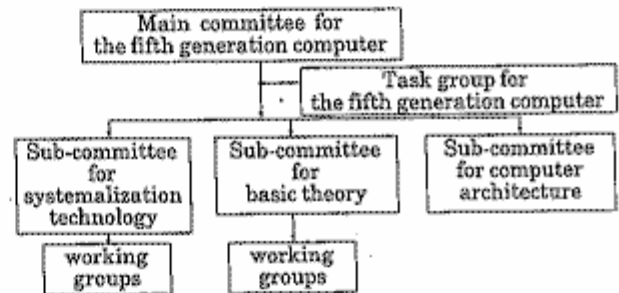 Main committee for
the fifth generation computer
Task group for
the fifth generation computer
Sub-committee
for
systemalization
technology
Sub-committee
for
basic theory
Sub-committee
for computer
architecture
working
groups
working
groups